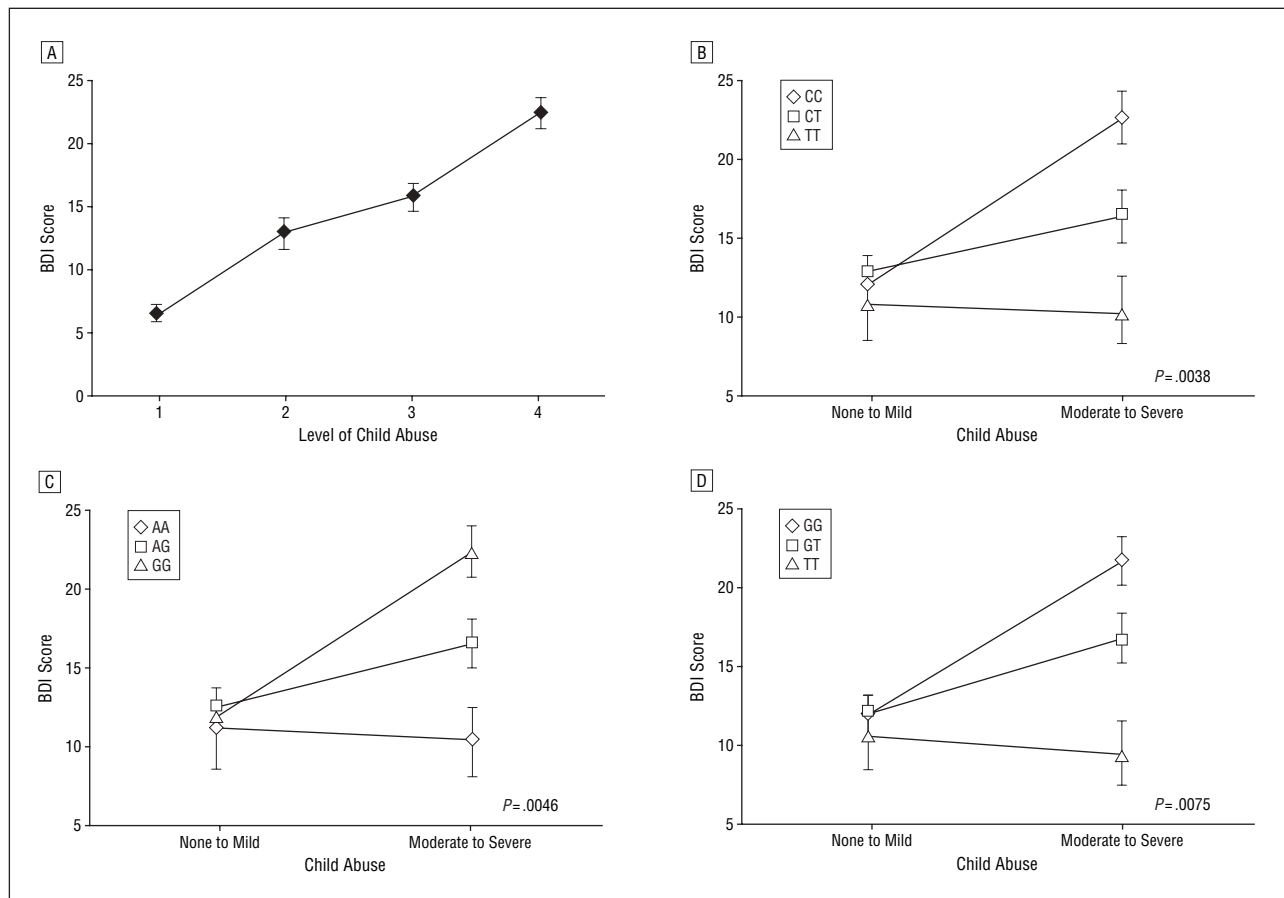 A
25
20
15
10
5
0
BDI Score
1 2 3 4
Level of Child Abuse
B
CC
CT
TT
25
20
15
10
5
BDI Score
P=.0038
None to Mild Moderate to Severe
Child Abuse
C
AA
AG
GG
25
20
15
10
5
BDI Score
P=.0046
None to Mild Moderate to Severe
Child Abuse
D
GG
GT
TT
25
20
15
10
5
BDI Score
P=.0075
None to Mild Moderate to Severe
Child Abuse